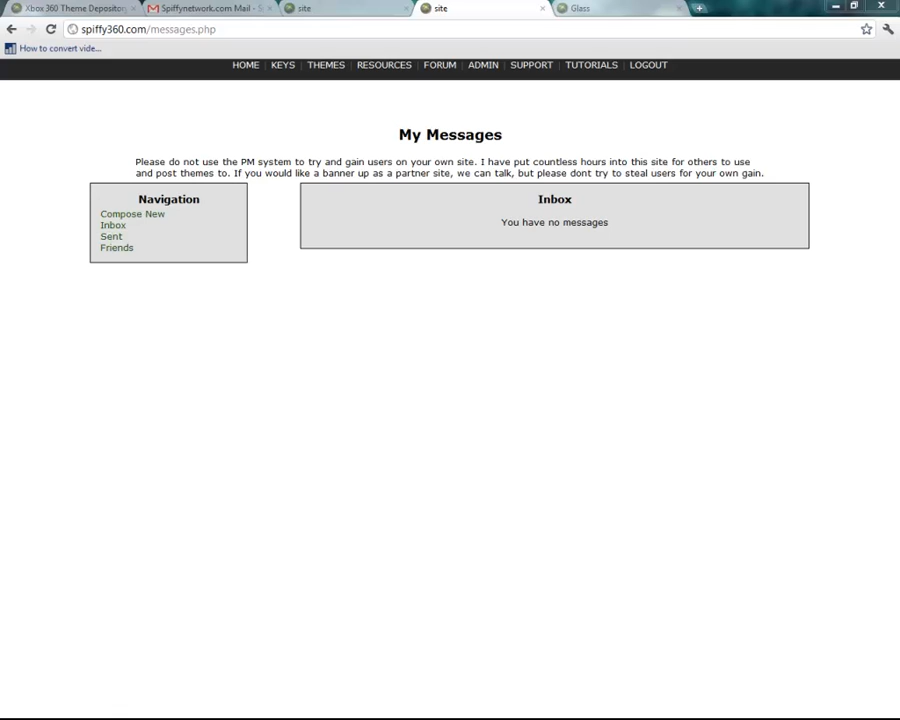 Xbox 360 Theme Depository
Spiffynetwork.com Mail - 
site
site
Glass
spiffy360.com/messages.php
How to convert vide...
HOME | KEYS | THEMES | RESOURCES | FORUM | ADMIN | SUPPORT | TUTORIALS | LOGOUT
My Messages
Please do not use the PM system to try and gain users on your own site. I have put countless hours into this site for others to use
and post themes to. If you would like a banner up as a partner site, we can talk, but please dont try to steal users for your own gain.
Navigation
Compose New
Inbox
Sent
Friends
Inbox
You have no messages